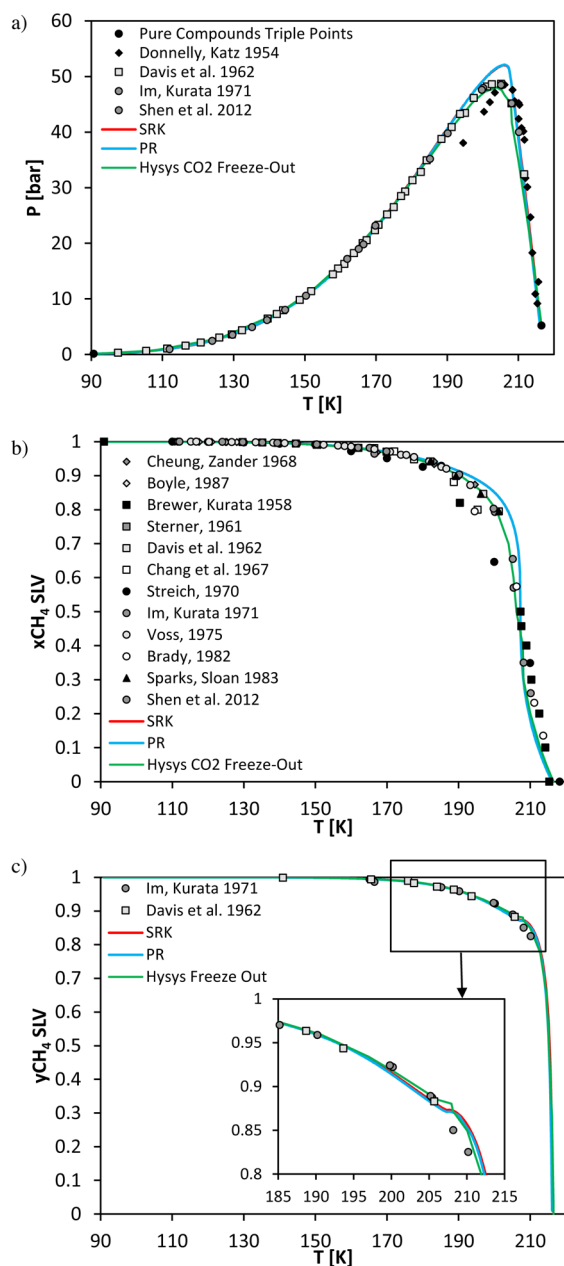 a)
60
50
40
30
20
10
0
P [bar]
Pure Compounds Triple Points
Donnelly, Katz 1954
Davis et al. 1962
Im, Kurata 1971
Shen et al. 2012
SRK
PR
Hysys CO2 Freeze-Out
90 110 130 150 170 190 210
T [K]
b)
1
0.9
0.8
0.7
0.6
0.5
0.4
0.3
0.2
0.1
0
xCH4 SLV
Cheung, Zander 1968
Boyle, 1987
Brewer, Kurata 1958
Sterner, 1961
Davis et al. 1962
Chang et al. 1967
Streich, 1970
Im, Kurata 1971
Voss, 1975
Brady, 1982
Sparks, Sloan 1983
Shen et al. 2012
SRK
PR
Hysys CO2 Freeze-Out
90 110 130 150 170 190 210
T [K]
c)
1
0.9
0.8
0.7
0.6
0.5
0.4
0.3
0.2
0.1
0
yCH4 SLV
Im, Kurata 1971
Davis et al. 1962
SRK
PR
Hysys Freeze Out
1
0.95
0.9
0.85
0.8
185 190 195 200 205 210 215
90 110 130 150 170 190 210
T [K]